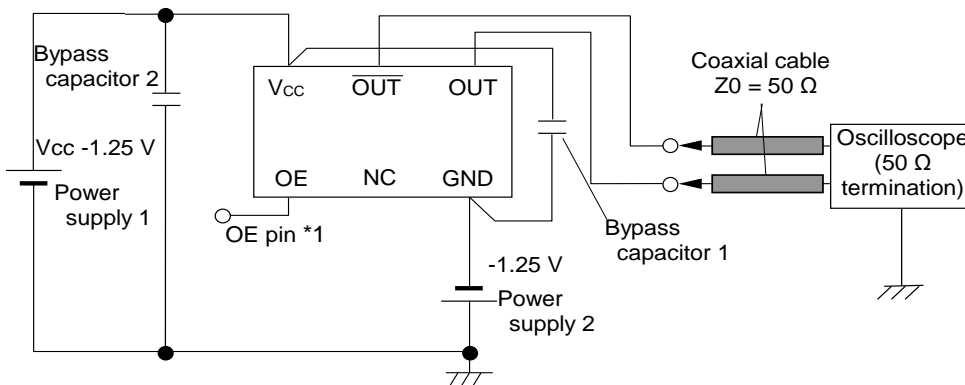 Bypass
capacitor 2
Vcc -1.25 V
Power
supply 1
VCC
OUT
OUT
OE
NC
GND
OE pin *1
-1.25 V
Power
supply 2
Bypass
capacitor 1
Coaxial cable
Z0 = 50 Ω
Oscilloscope
(50 Ω
termination)